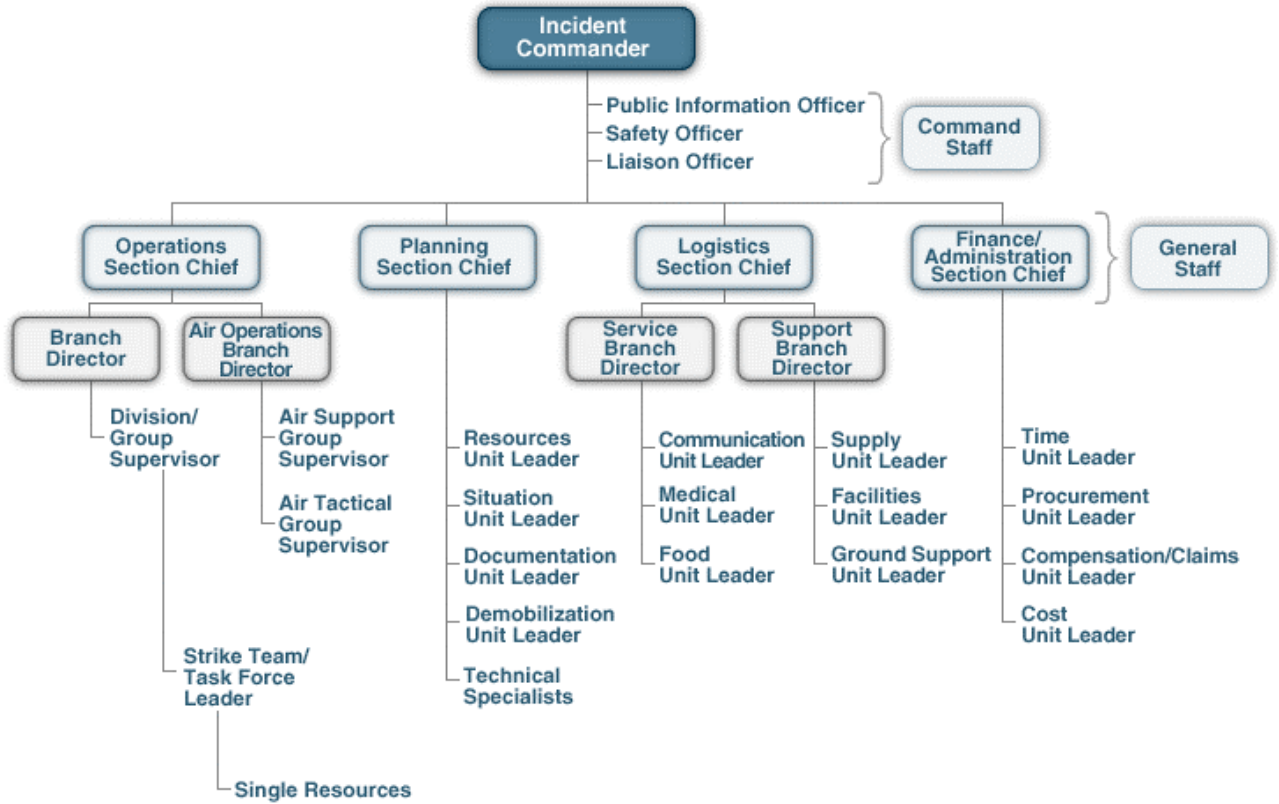 Incident
Commander
Public Information Officer
Safety Officer
Liaison Officer
Command
Staff
Operations
Section Chief
Planning
Section Chief
Logistics
Section Chief
Finance/
Administration
Section Chief
General
Staff
Branch
Director
Air Operations
Branch
Director
Service
Branch
Director
Support
Branch
Director
Division/
Group
Supervisor
Air Support
Group
Supervisor
Air Tactical
Group
Supervisor
Strike Team/
Task Force
Leader
Single Resources
Resources
Unit Leader
Situation
Unit Leader
Documentation
Unit Leader
Demobilization
Unit Leader
Technical
Specialists
Communication
Unit Leader
Medical
Unit Leader
Food
Unit Leader
Supply
Unit Leader
Facilities
Unit Leader
Ground Support
Unit Leader
Time
Unit Leader
Procurement
Unit Leader
Compensation/Claims
Unit Leader
Cost
Unit Leader